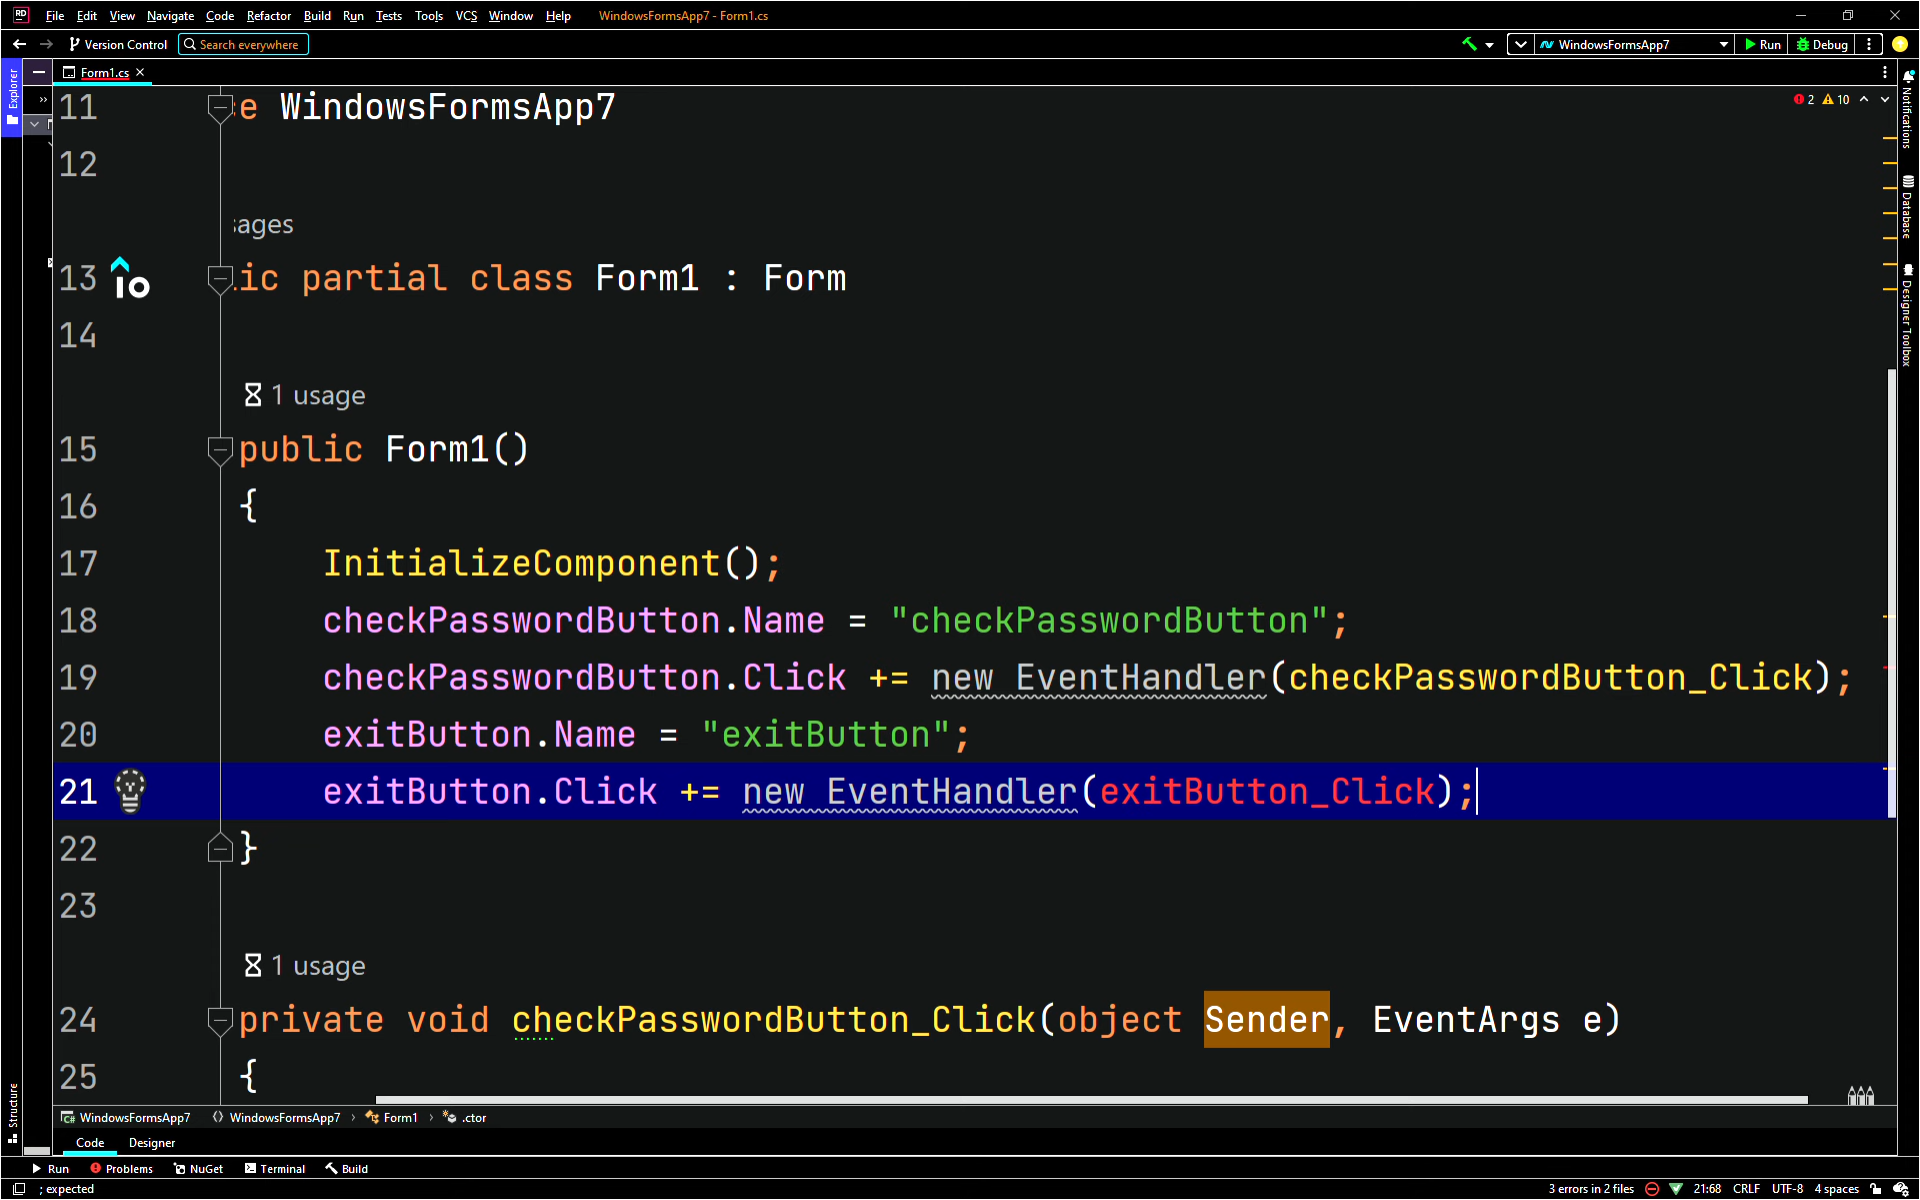 RD File Edit View Navigate Code Refactor Build Run Tests Tools VCS Window Help WindowsFormsApp7 - Form1.cs
Version Control Search everywhere WindowsFormsApp7 Run Debug
Explorer
Form1.cs
2 10
Notifications
Database
Designer Toolbox
11 ce WindowsFormsApp7
12
sages
13 ic partial class Form1 : Form
14
1 usage
15 public Form1()
16 {
17 InitializeComponent();
18 checkPasswordButton.Name = "checkPasswordButton";
19 checkPasswordButton.Click += new EventHandler(checkPasswordButton_Click);
20 exitButton.Name = "exitButton";
21 exitButton.Click += new EventHandler(exitButton_Click);
22 }
23
1 usage
24 private void checkPasswordButton_Click(object Sender, EventArgs e)
25 {
Structure
C# WindowsFormsApp7 WindowsFormsApp7 › Form1 › .ctor
Code Designer
Run Problems NuGet Terminal Build
; expected 3 errors in 2 files 21:68 CRLF UTF-8 4 spaces